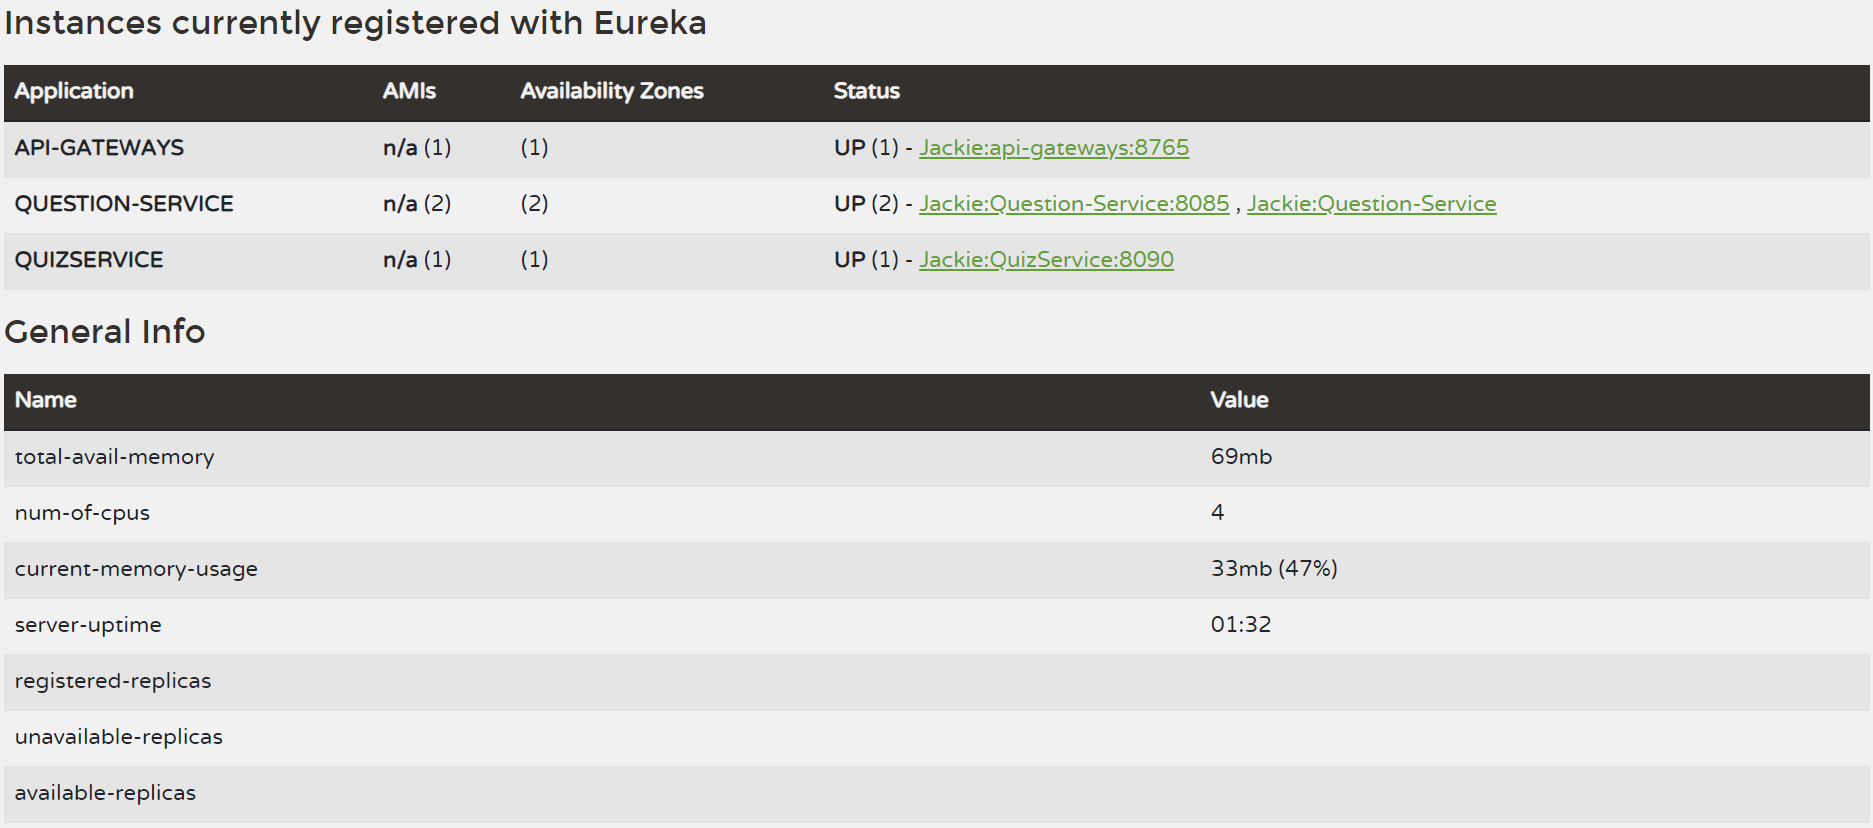 Instances currently registered with Eureka
Application AMIs Availability Zones Status
API-GATEWAYS n/a (1) (1) UP (1) - Jackie:api-gateways:8765
QUESTION-SERVICE n/a (2) (2) UP (2) - Jackie:Question-Service:8085 , Jackie:Question-Service
QUIZSERVICE n/a (1) (1) UP (1) - Jackie:QuizService:8090
General Info
Name Value
total-avail-memory 69mb
num-of-cpus 4
current-memory-usage 33mb (47%)
server-uptime 01:32
registered-replicas
unavailable-replicas
available-replicas